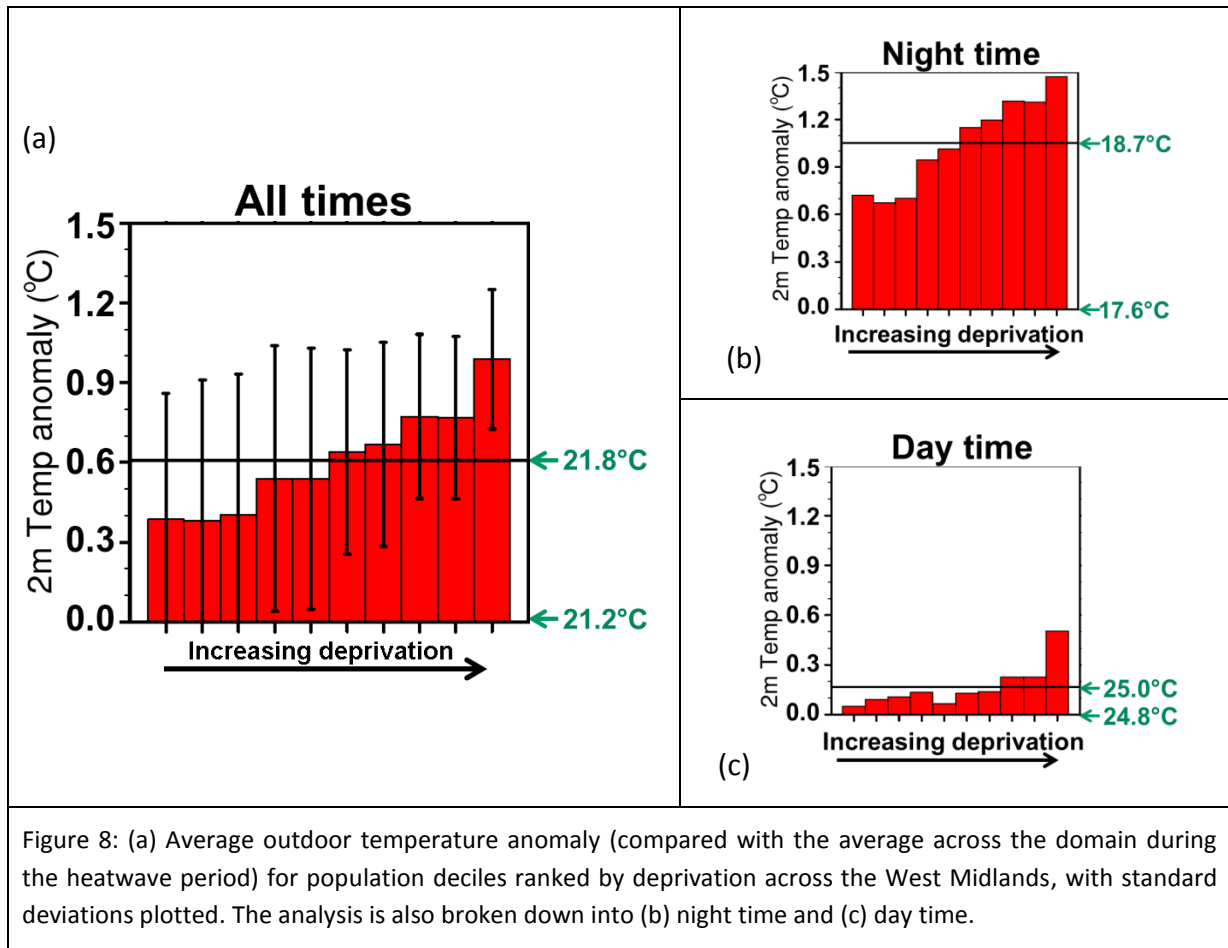 (a)
All times
2m Temp anomaly (°C)
1.5
1.2
0.9
0.6
0.3
0.0
21.8°C
21.2°C
Increasing deprivation
Night time
2m Temp anomaly (°C)
1.5
1.2
0.9
0.6
0.3
0.0
18.7°C
17.6°C
Increasing deprivation
(b)
Day time
2m Temp anomaly (°C)
1.5
1.2
0.9
0.6
0.3
0.0
25.0°C
24.8°C
Increasing deprivation
(c)
Figure 8: (a) Average outdoor temperature anomaly (compared with the average across the domain during
the heatwave period) for population deciles ranked by deprivation across the West Midlands, with standard
deviations plotted. The analysis is also broken down into (b) night time and (c) day time.